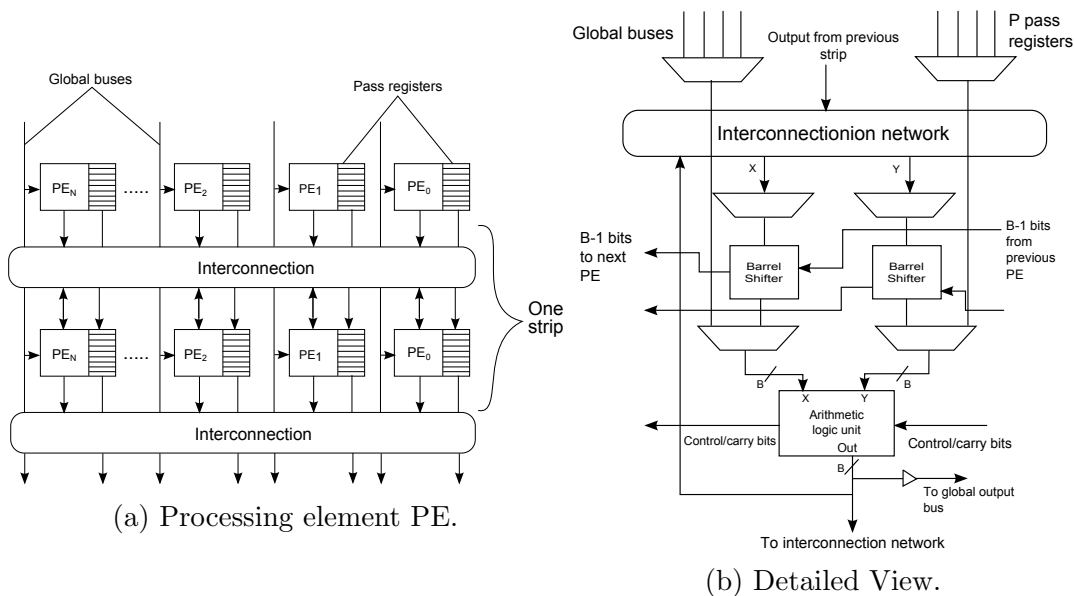 Global buses
Pass registers
PE_N ..... PE_2 PE_1 PE_0
Interconnection
One
strip
PE_N ..... PE_2 PE_1 PE_0
Interconnection
(a) Processing element PE.
Global buses
Output from previous
strip
P pass
registers
Interconnectionion network
X
Y
B-1 bits
to next
PE
Barrel
Shifter
Barrel
Shifter
B-1 bits
from
previous
PE
B
B
X
Y
Arithmetic
logic unit
Out
Control/carry bits
Control/carry bits
B
To global output
bus
To interconnection network
(b) Detailed View.